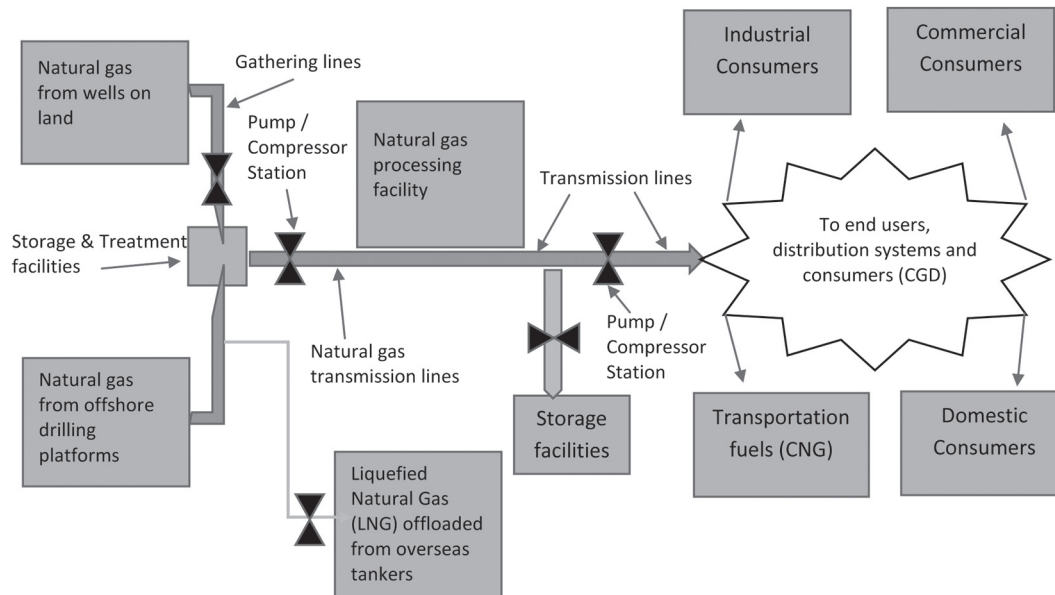 Natural gas
from wells on
land
Gathering lines
Pump /
Compressor
Station
Natural gas
processing
facility
Transmission lines
Industrial
Consumers
Commercial
Consumers
Storage & Treatment
facilities
To end users,
distribution systems and
consumers (CGD)
Natural gas
transmission lines
Pump /
Compressor
Station
Natural gas
from offshore
drilling
platforms
Storage
facilities
Transportation
fuels (CNG)
Domestic
Consumers
Liquefied
Natural Gas
(LNG) offloaded
from overseas
tankers